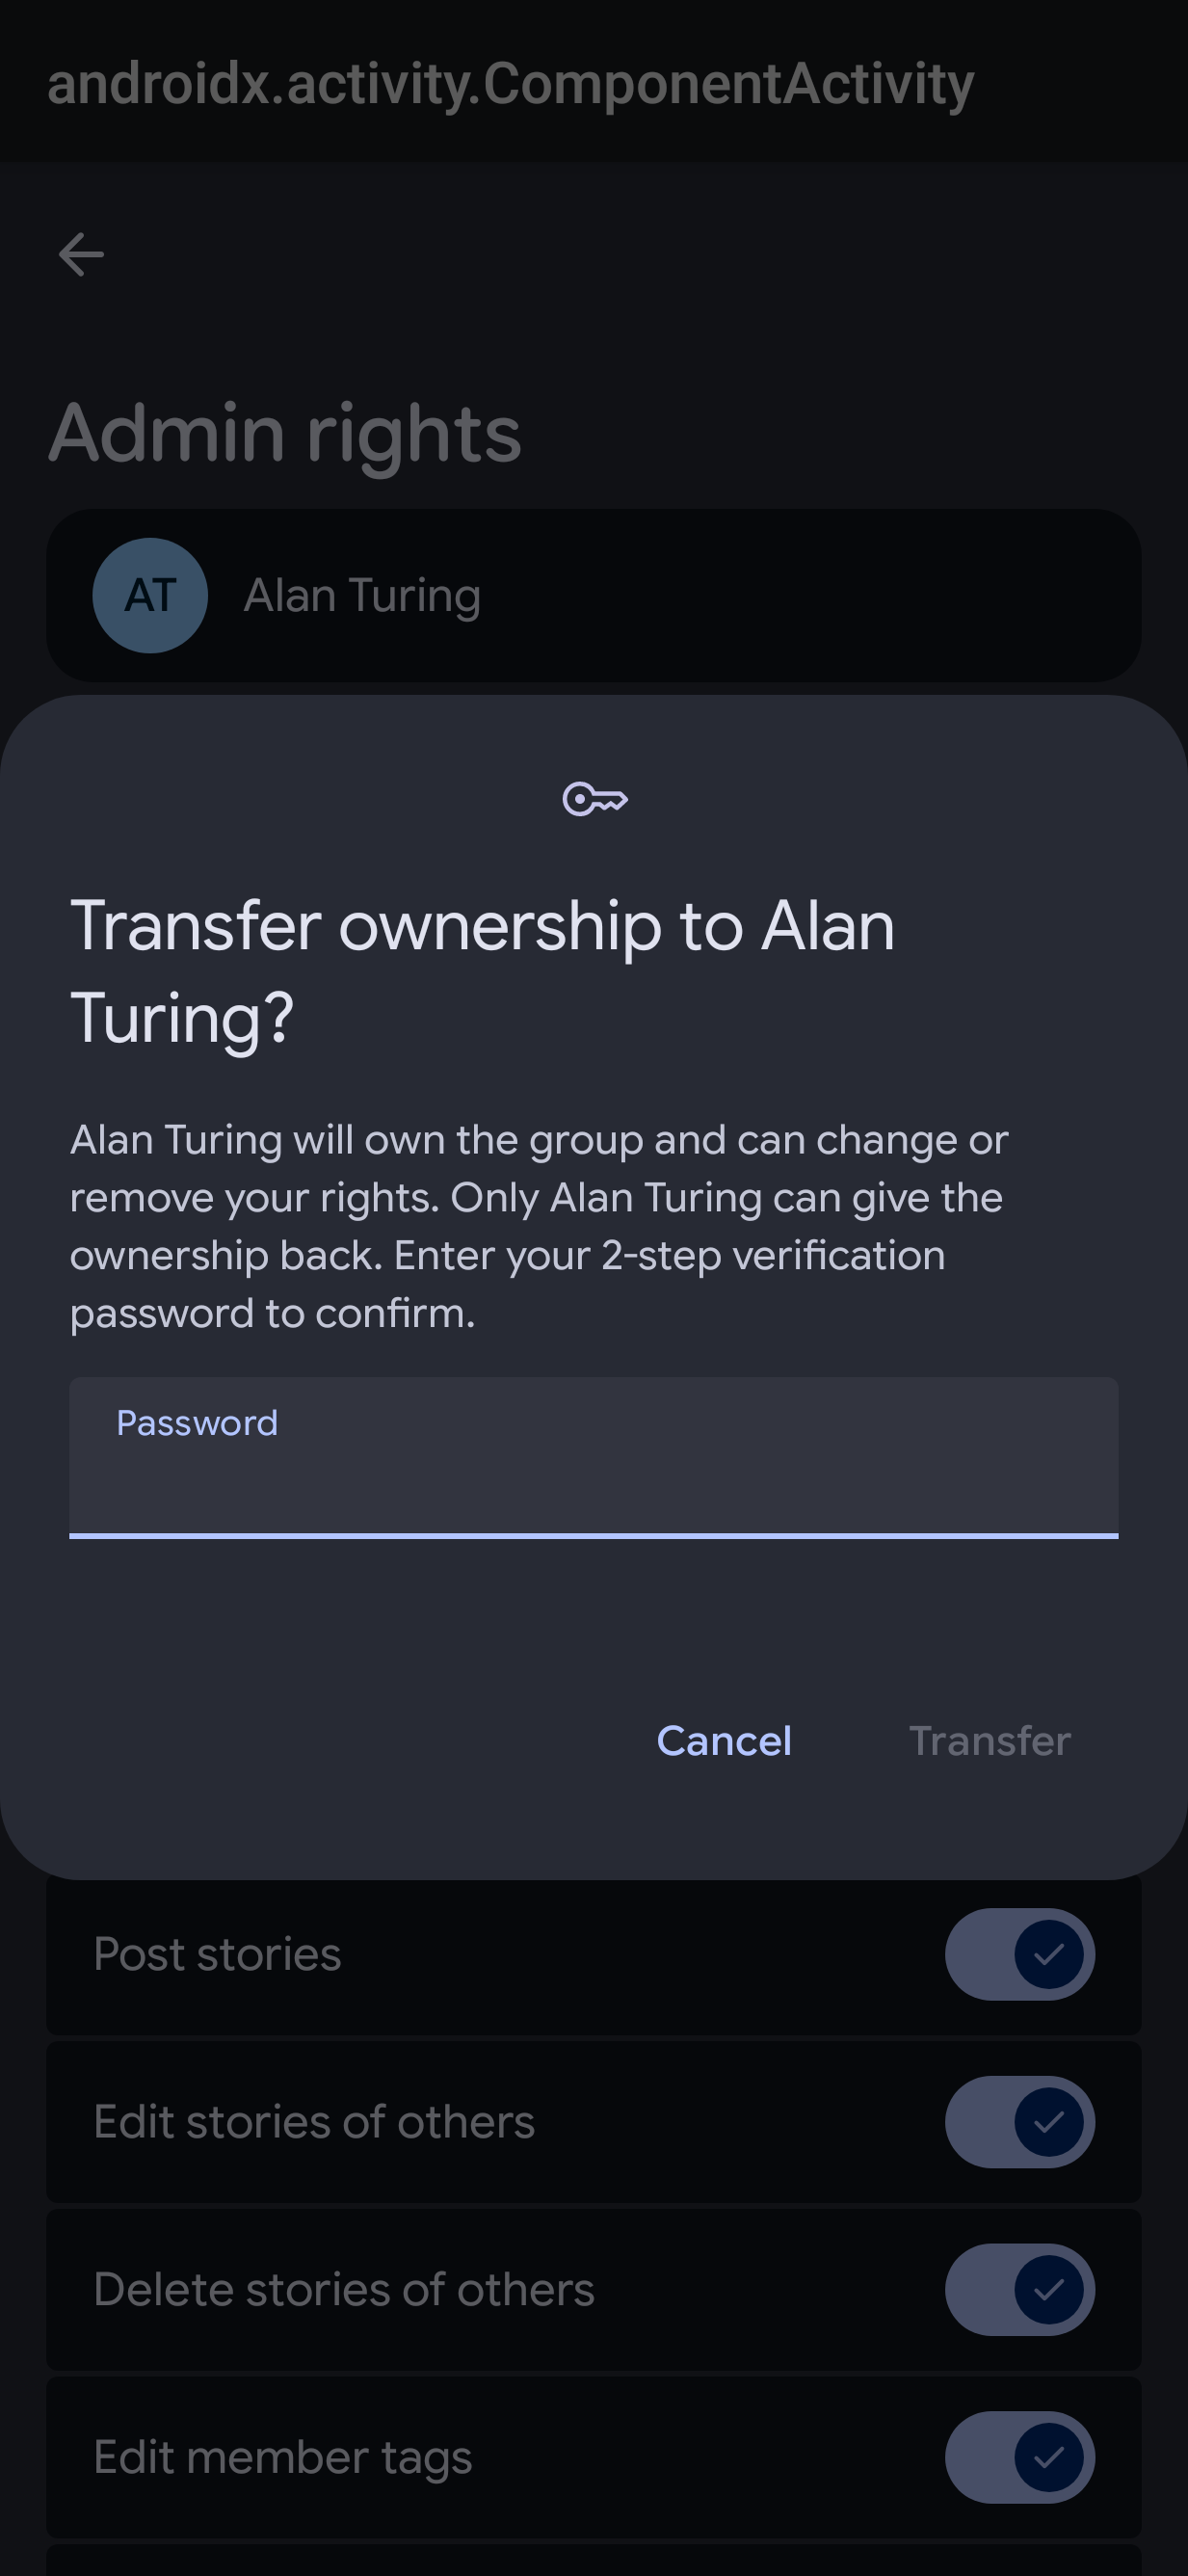 androidx.activity.ComponentActivity
Admin rights
AT
Alan Turing
Transfer ownership to Alan
Turing?
Alan Turing will own the group and can change or
remove your rights. Only Alan Turing can give the
ownership back. Enter your 2-step verification
password to confirm.
Password
Cancel
Transfer
Post stories
Edit stories of others
Delete stories of others
Edit member tags